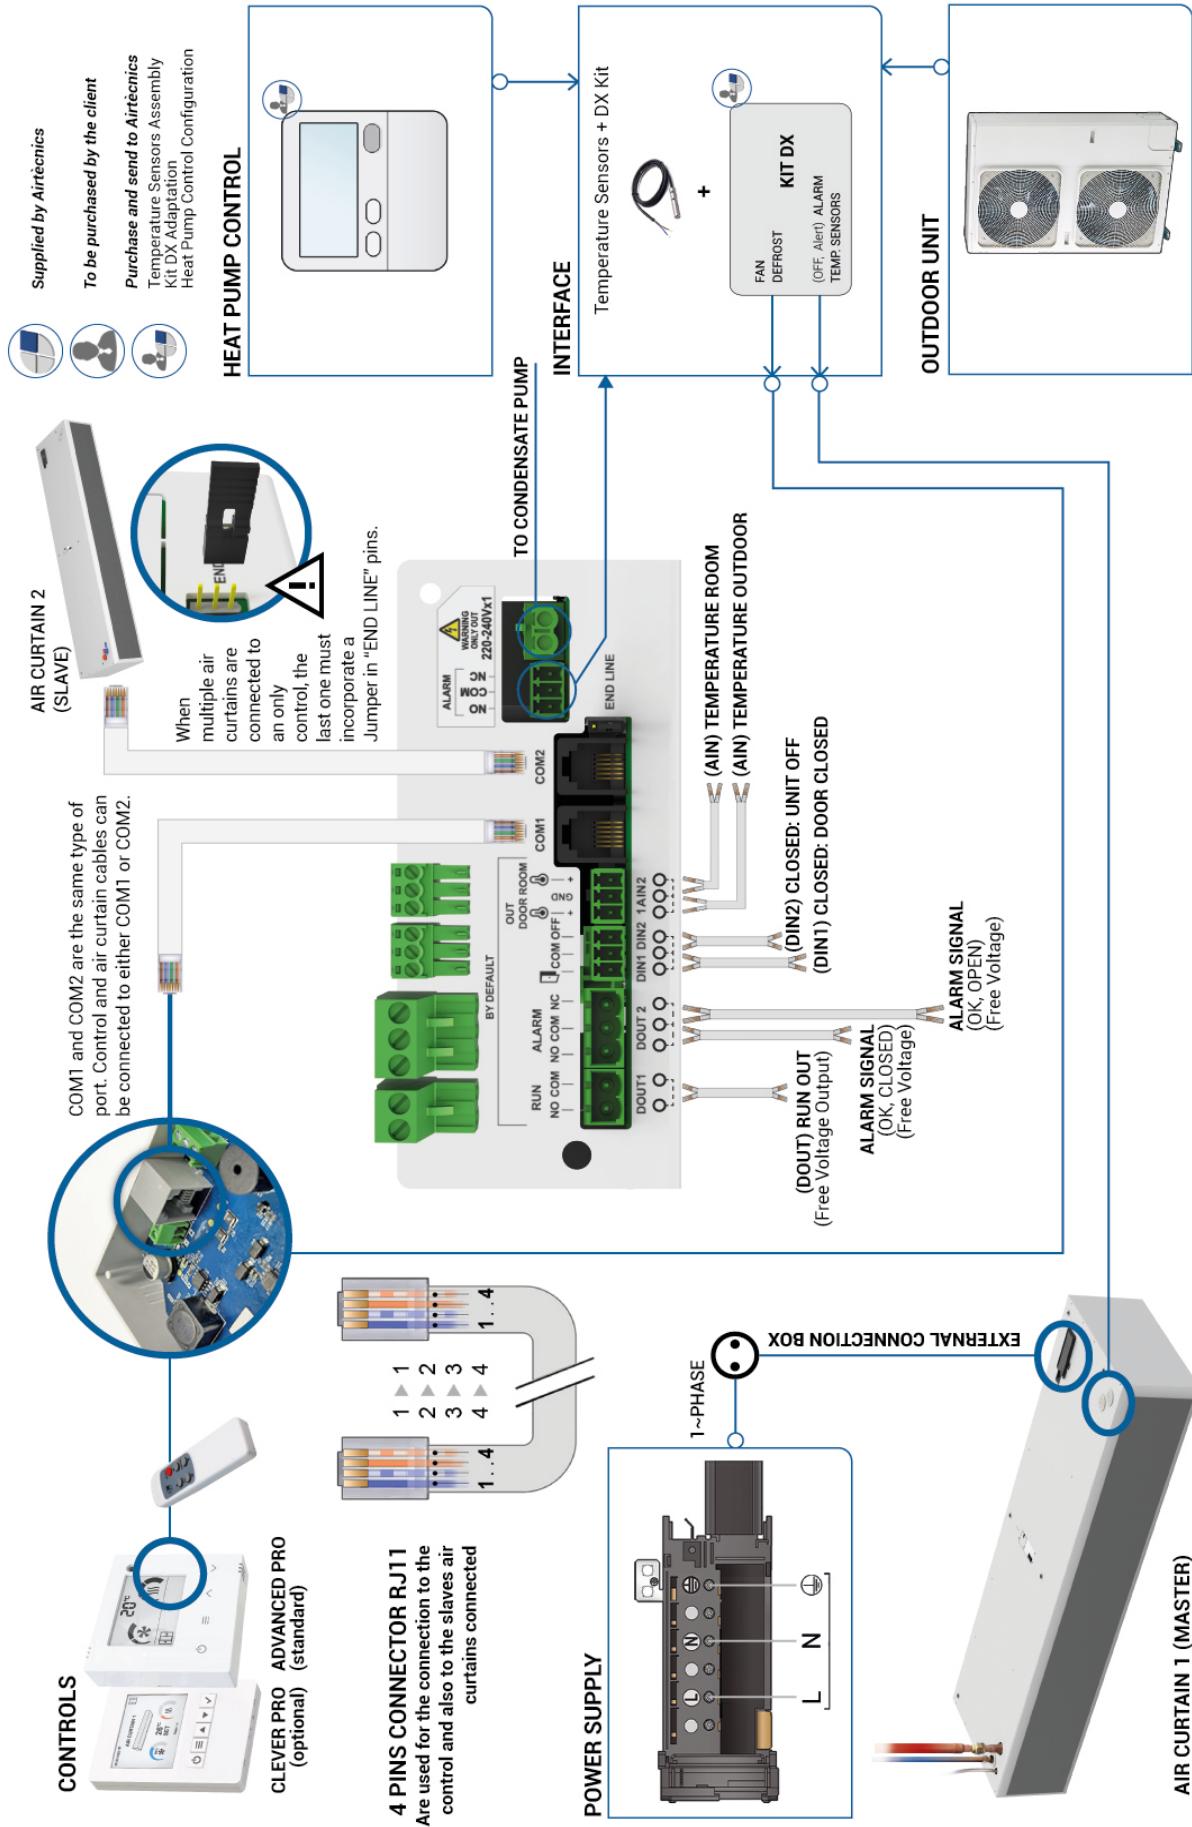 CONTROLS
CLEVER PRO
(optional)
ADVANCED PRO
(standard)
20°C
COM1 and COM2 are the same type of
port. Control and air curtain cables can
be connected to either COM1 or COM2.
AIR CURTAIN 2
(SLAVE)
When
multiple air
curtains are
connected to
an only
control, the
last one must
incorporate a
Jumper in “END LINE” pins.
END
!
Supplied by Airtècnics
To be purchased by the client
Purchase and send to Airtècnics
Temperature Sensors Assembly
Kit DX Adaptation
Heat Pump Control Configuration
HEAT PUMP CONTROL
4 PINS CONNECTOR RJ11
Are used for the connection to the
control and also to the slaves air
curtains connected
1..4
1 1
2 2
3 3
4 4
1..4
BY DEFAULT
RUN
NO COM
ALARM
NO COM NC
COM OFF
OUT
DOOR ROOM
+ GND +
COM1
COM2
ALARM
NO COM NC
WARNING
ONLY OUT
220-240Vx1
END LINE
DOUT1
DOUT 2
DIN1 DIN2
1AIN2
TO CONDENSATE PUMP
(DOUT) RUN OUT
(Free Voltage Output)
ALARM SIGNAL
(OK, CLOSED)
(Free Voltage)
ALARM SIGNAL
(OK, OPEN)
(Free Voltage)
(DIN2) CLOSED: UNIT OFF
(DIN1) CLOSED: DOOR CLOSED
(AIN) TEMPERATURE ROOM
(AIN) TEMPERATURE OUTDOOR
INTERFACE
Temperature Sensors + DX Kit
+
FAN
DEFROST
KIT DX
(OFF, Alert) ALARM
TEMP. SENSORS
OUTDOOR UNIT
POWER SUPPLY
L N
L N
1~PHASE
EXTERNAL CONNECTION BOX
AIR CURTAIN 1 (MASTER)